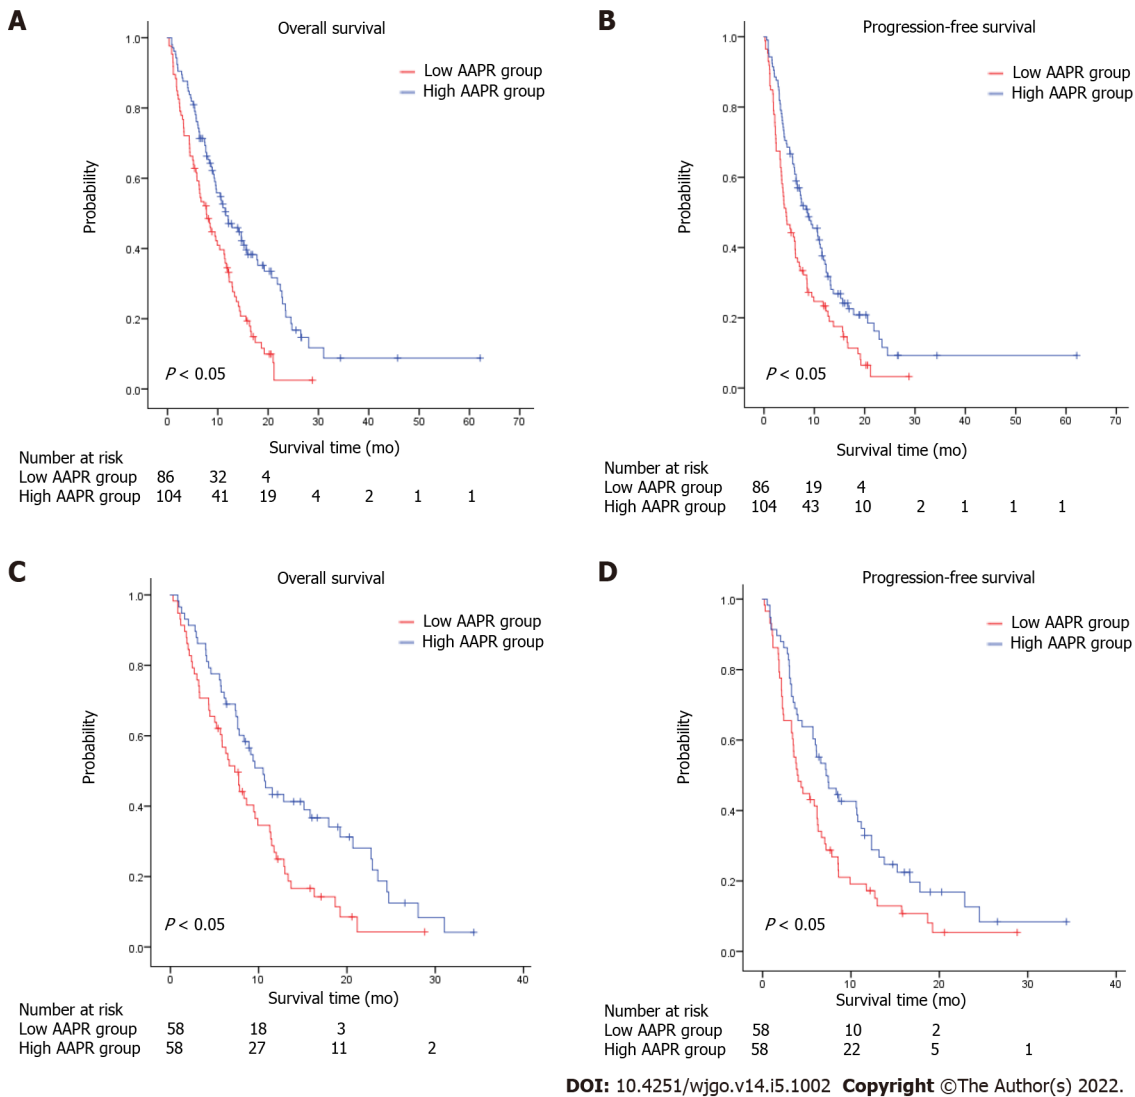 A
Overall survival
Low AAPR group
High AAPR group
1.0
0.8
0.6
0.4
0.2
0.0
Probability
P < 0.05
0 10 20 30 40 50 60 70
Survival time (mo)
Number at risk
Low AAPR group 86 32 4
High AAPR group 104 41 19 4 2 1 1
B
Progression-free survival
Low AAPR group
High AAPR group
1.0
0.8
0.6
0.4
0.2
0.0
Probability
P < 0.05
0 10 20 30 40 50 60 70
Survival time (mo)
Number at risk
Low AAPR group 86 19 4
High AAPR group 104 43 10 2 1 1 1
C
Overall survival
Low AAPR group
High AAPR group
1.0
0.8
0.6
0.4
0.2
0.0
Probability
P < 0.05
0 10 20 30 40
Survival time (mo)
Number at risk
Low AAPR group 58 18 3
High AAPR group 58 27 11 2
D
Progression-free survival
Low AAPR group
High AAPR group
1.0
0.8
0.6
0.4
0.2
0.0
Probability
P < 0.05
0 10 20 30 40
Survival time (mo)
Number at risk
Low AAPR group 58 10 2
High AAPR group 58 22 5 1
DOI: 10.4251/wjgo.v14.i5.1002 Copyright ©The Author(s) 2022.